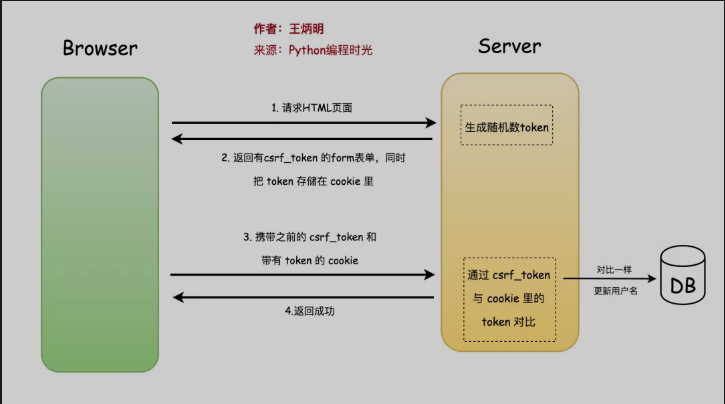 作者：王炳明
来源：Python编程时光
Browser
Server
1. 请求HTML页面
生成随机数token
2. 返回有csrf_token 的form表单，同时
把 token 存储在 cookie 里
3. 携带之前的 csrf_token 和
带有 token 的 cookie
通过 csrf_token
与 cookie 里的
token 对比
对比一样
更新用户名
DB
4.返回成功